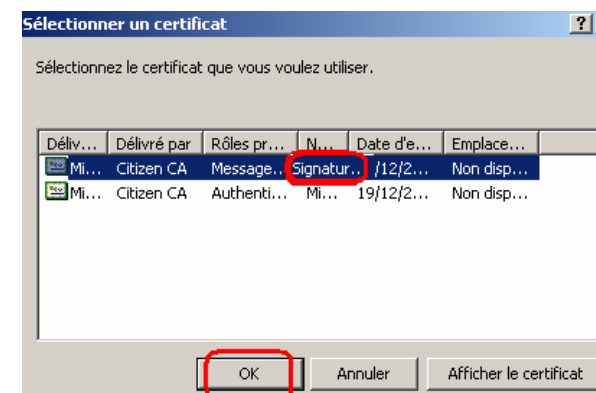 Sélectionner un certificat ?
Sélectionnez le certificat que vous voulez utiliser.
Déliv... Délivré par Rôles pr... N... Date d'e... Emplace...
Mi... Citizen CA Message... Signatur... /12/2... Non disp...
Mi... Citizen CA Authenti... Mi... 19/12/2... Non disp...
OK Annuler Afficher le certificat